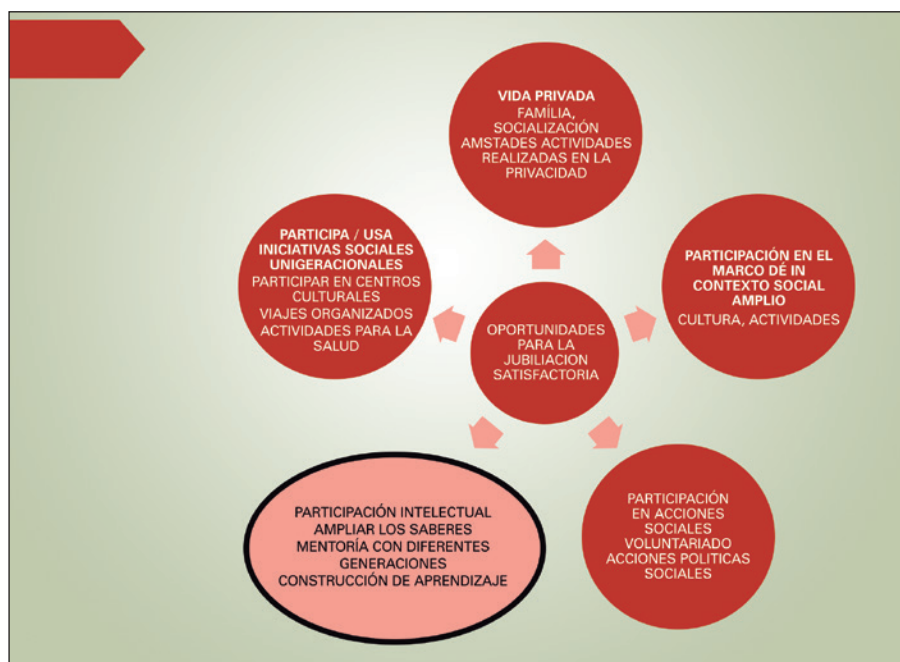 VIDA PRIVADA
FAMÍLIA,
SOCIALIZACIÓN
AMSTADES ACTIVIDADES
REALIZADAS EN LA
PRIVACIDAD
PARTICIPA / USA
INICIATIVAS SOCIALES
UNIGERACIONALES
PARTICIPAR EN CENTROS
CULTURALES
VIAJES ORGANIZADOS
ACTIVIDADES PARA LA
SALUD
PARTICIPACIÓN EN EL
MARCO DÉ IN
CONTEXTO SOCIAL
AMPLIO
CULTURA, ACTIVIDADES
OPORTUNIDADES
PARA LA
JUBILIACION
SATISFACTORIA
PARTICIPACIÓN INTELECTUAL
AMPLIAR LOS SABERES
MENTORÍA CON DIFERENTES
GENERACIONES
CONSTRUCCIÓN DE APRENDIZAJE
PARTICIPACIÓN
EN ACCIONES
SOCIALES
VOLUNTARIADO
ACCIONES POLITICAS
SOCIALES